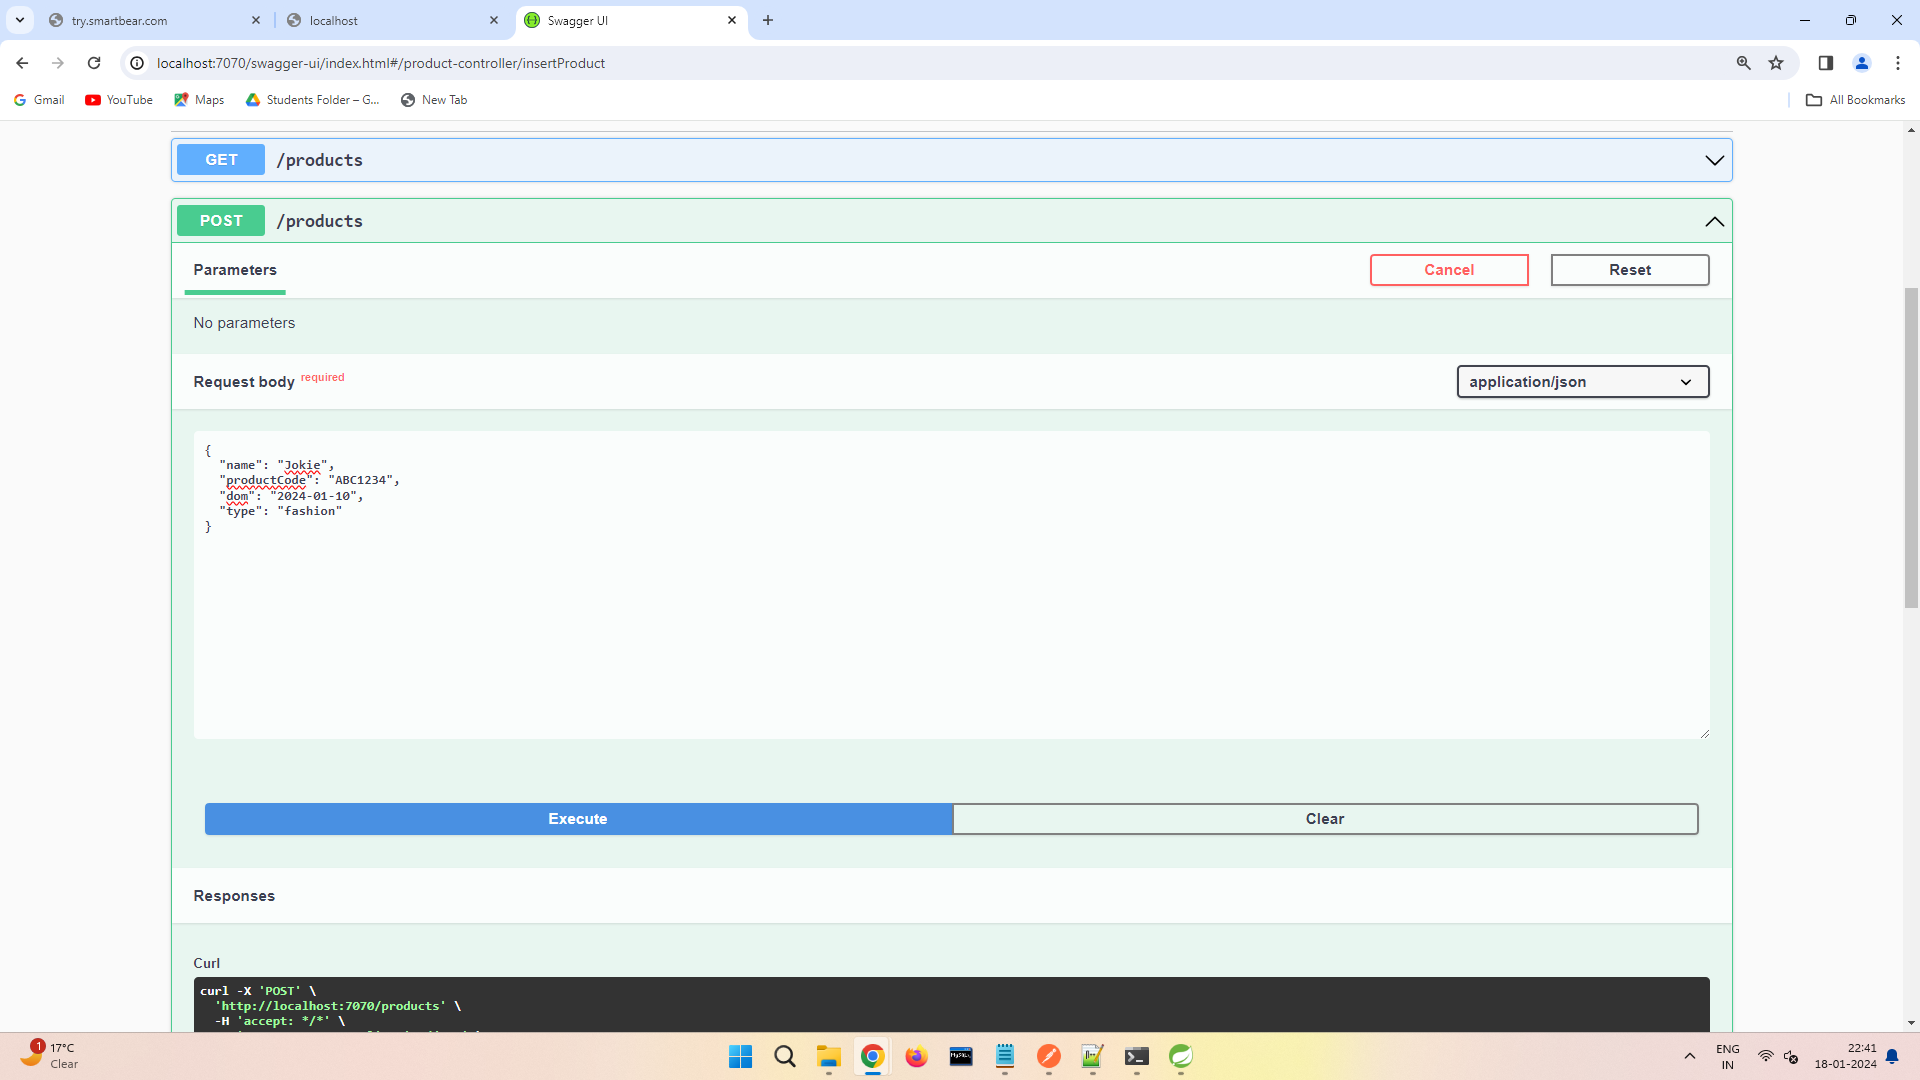 try.smartbear.com
localhost
Swagger UI
localhost:7070/swagger-ui/index.html#/product-controller/insertProduct
Gmail
YouTube
Maps
Students Folder – G...
New Tab
All Bookmarks
GET /products
POST /products
Parameters
Cancel
Reset
No parameters
Request body required
application/json
{
"name": "Jokie",
"productCode": "ABC1234",
"dom": "2024-01-10",
"type": "fashion"
}
Execute
Clear
Responses
Curl
curl -X 'POST' \
'http://localhost:7070/products' \
-H 'accept: */*' \
1
17°C
Clear
MySQL
ENG
IN
22:41
18-01-2024